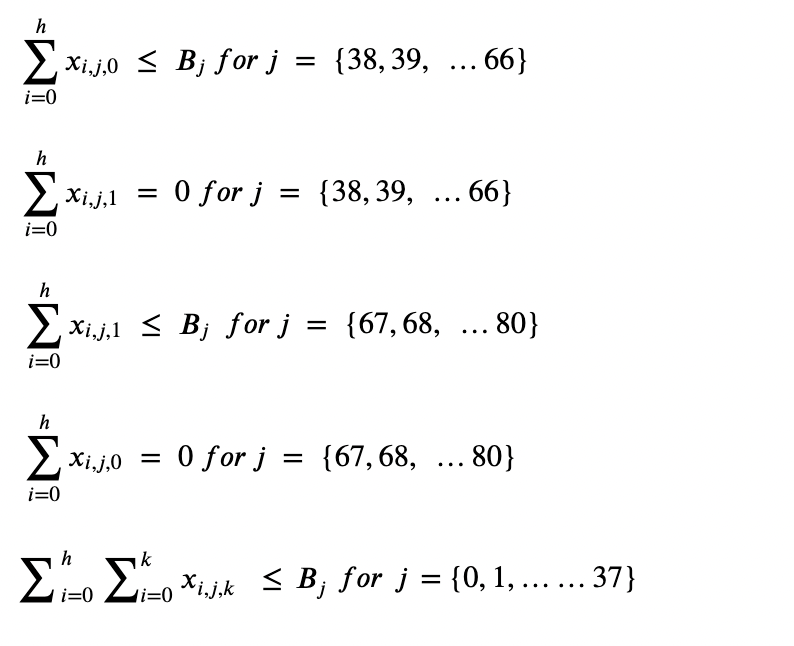 ∑_{i=0}^{h} x_{i,j,0} ≤ B_j for j = {38, 39, … 66}
∑_{i=0}^{h} x_{i,j,1} = 0 for j = {38, 39, … 66}
∑_{i=0}^{h} x_{i,j,1} ≤ B_j for j = {67, 68, … 80}
∑_{i=0}^{h} x_{i,j,0} = 0 for j = {67, 68, … 80}
∑_{i=0}^{h} ∑_{i=0}^{k} x_{i,j,k} ≤ B_j for j = {0, 1, … … 37}